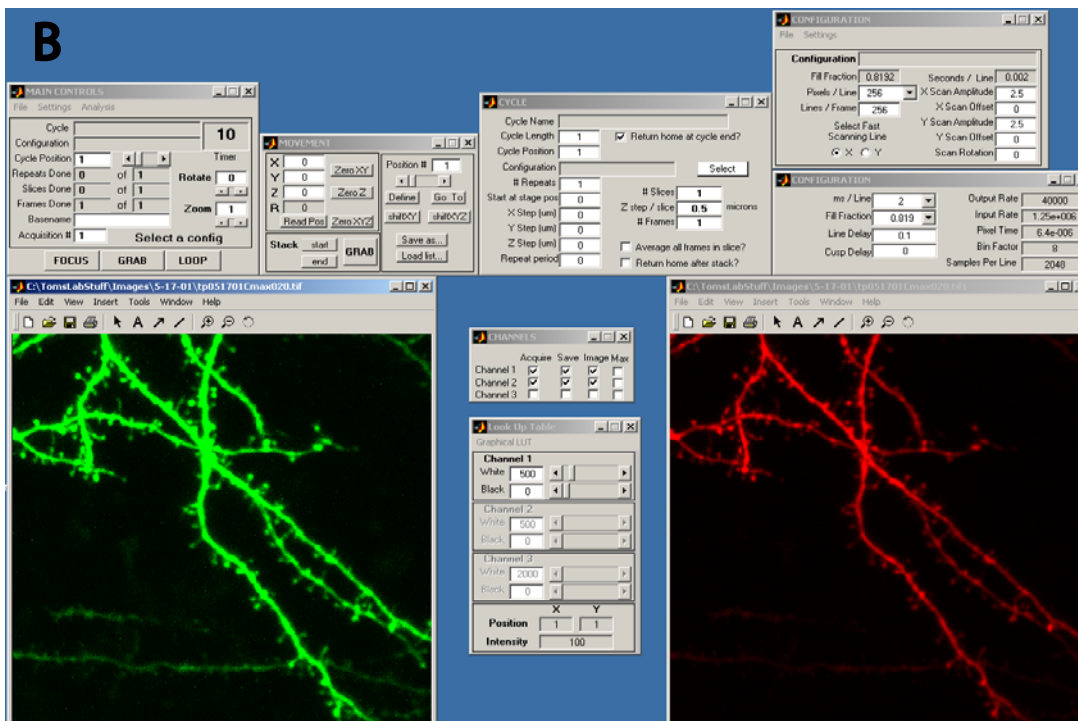 B
MAIN CONTROLS
File Settings Analysis
Cycle
Configuration
10
Cycle Position 1
Timer
Repeats Done 0 of 1
Rotate 0
Slices Done 0 of 1
Frames Done 1 of 1
Zoom 1
Basename
Acquisition # 1 Select a config
FOCUS GRAB LOOP
MOVEMENT
X 0 Zero XY
Y 0
Z 0 Zero Z
R 0
Read Pos Zero XYZ
Position # 1
Define Go To
shiftXY shiftXYZ
Save as...
Load list...
Stack start GRAB
end
CYCLE
Cycle Name
Cycle Length 1 Return home at cycle end?
Cycle Position 1
Configuration Select
# Repeats 1
Start at stage pos 0
X Step (um) 0
Y Step (um) 0
Z Step (um) 0
Repeat period 0
# Slices 1
Z step / slice 0.5 microns
# Frames 1
Average all frames in slice?
Return home after stack?
CONFIGURATION
File Settings
Configuration
Fill Fraction 0.8192 Seconds / Line 0.002
Pixels / Line 256 X Scan Amplitude 2.5
Lines / Frame 256 X Scan Offset 0
Select Fast Scanning Line
X Y
Y Scan Amplitude 2.5
Y Scan Offset 0
Scan Rotation 0
CONFIGURATION
ms / Line 2 Output Rate 40000
Fill Fraction 0.819 Input Rate 1.25e+006
Line Delay 0.1 Pixel Time 6.4e-006
Cusp Delay 0 Bin Factor 8
Samples Per Line 2048
C:\TomsLabStuff\Images\5-17-01\tp051701Cmax020.tif
File Edit View Insert Tools Window Help
A
CHANNELS
Acquire Save Image Max
Channel 1
Channel 2
Channel 3
Look Up Table
Graphical LUT
Channel 1
White 500
Black 0
Channel 2
White 500
Black 0
Channel 3
White 2000
Black 0
X Y
Position 1 1
Intensity 100
C:\TomsLabStuff\Images\5-17-01\tp051701Cmax020.tif
File Edit View Insert Tools Window Help
A